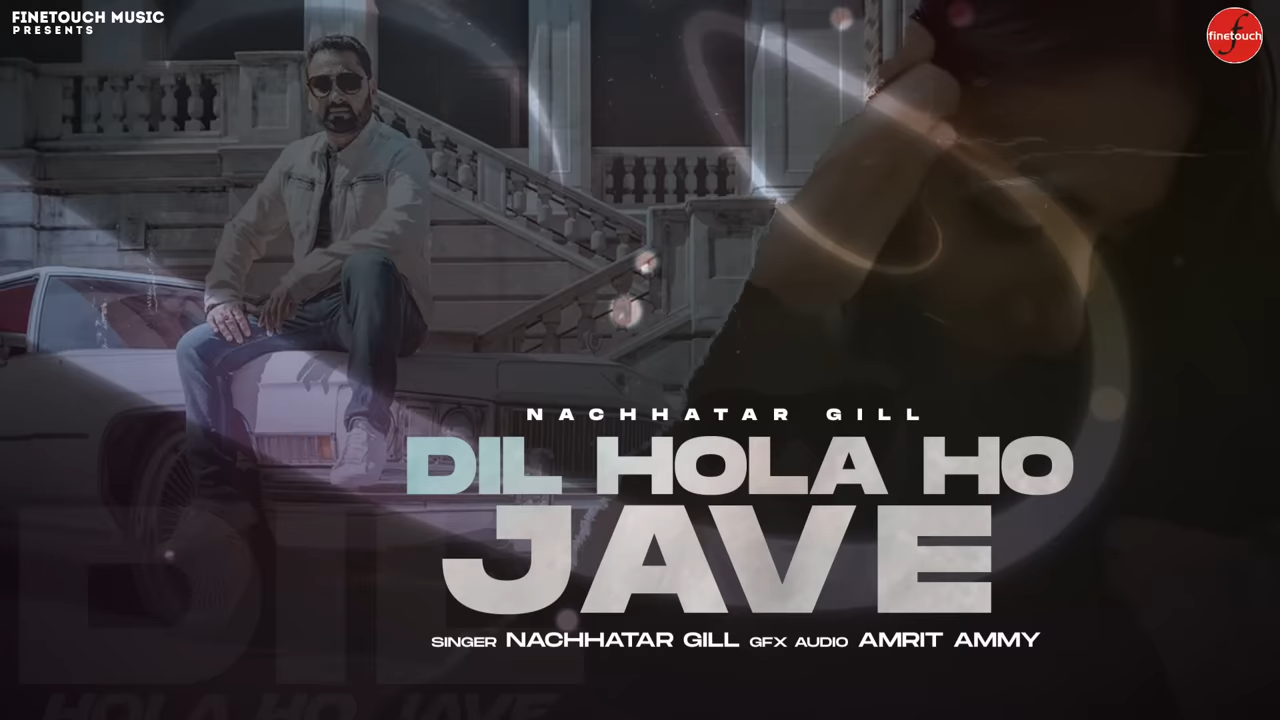 FINETOUCH MUSIC
PRESENTS
finetouch
NACHHATAR GILL
DIL HOLA HO
JAVE
SINGER NACHHATAR GILL GFX AUDIO AMRIT AMMY
DIL
HOLA HO JAVE